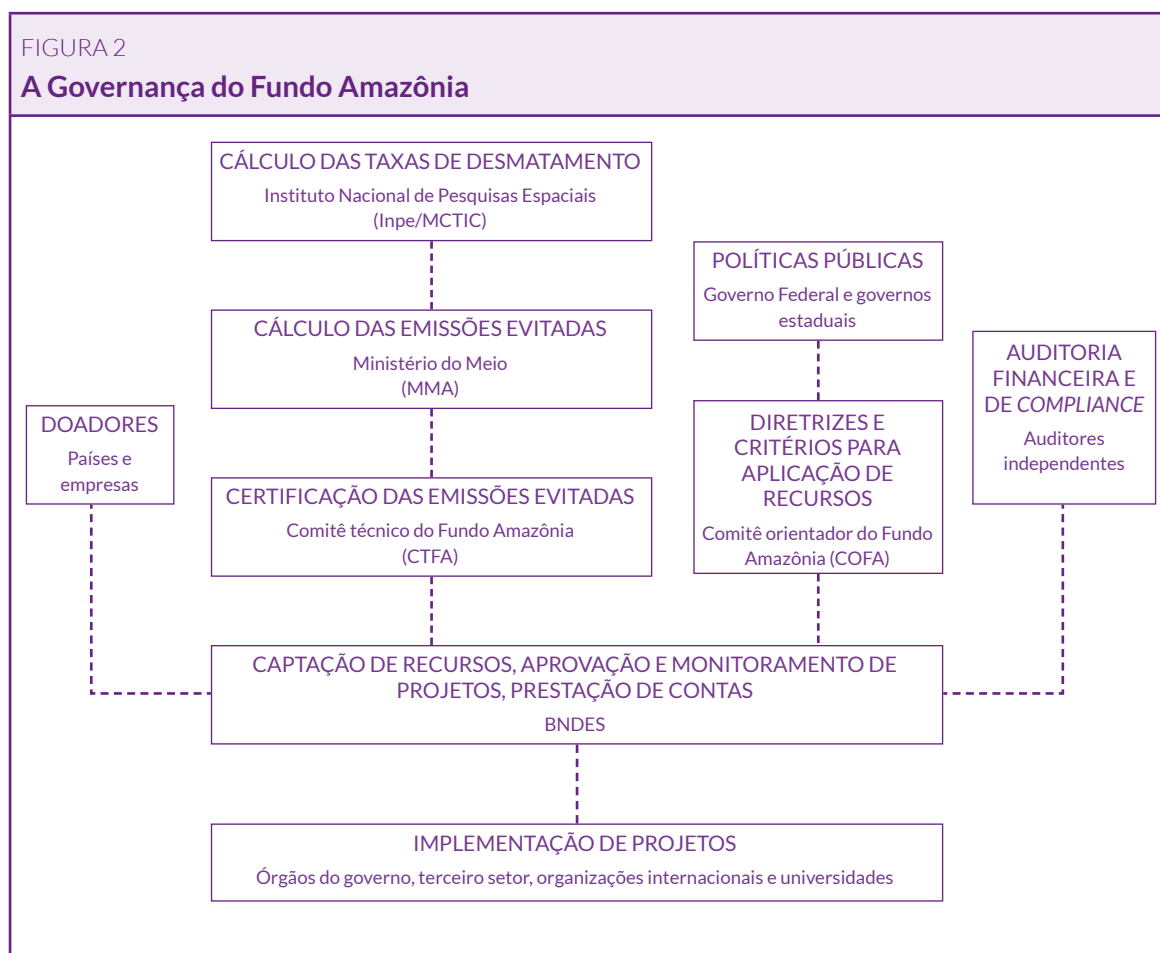 FIGURA 2
A Governança do Fundo Amazônia
CÁLCULO DAS TAXAS DE DESMATAMENTO
Instituto Nacional de Pesquisas Espaciais
(Inpe/MCTIC)
CÁLCULO DAS EMISSÕES EVITADAS
Ministério do Meio
(MMA)
CERTIFICAÇÃO DAS EMISSÕES EVITADAS
Comitê técnico do Fundo Amazônia
(CTFA)
DOADORES
Países e
empresas
POLÍTICAS PÚBLICAS
Governo Federal e governos
estaduais
DIRETRIZES E
CRITÉRIOS PARA
APLICAÇÃO DE
RECURSOS
Comitê orientador do Fundo
Amazônia (COFA)
AUDITORIA
FINANCEIRA E
DE COMPLIANCE
Auditores
independentes
CAPTAÇÃO DE RECURSOS, APROVAÇÃO E MONITORAMENTO DE
PROJETOS, PRESTAÇÃO DE CONTAS
BNDES
IMPLEMENTAÇÃO DE PROJETOS
Órgãos do governo, terceiro setor, organizações internacionais e universidades